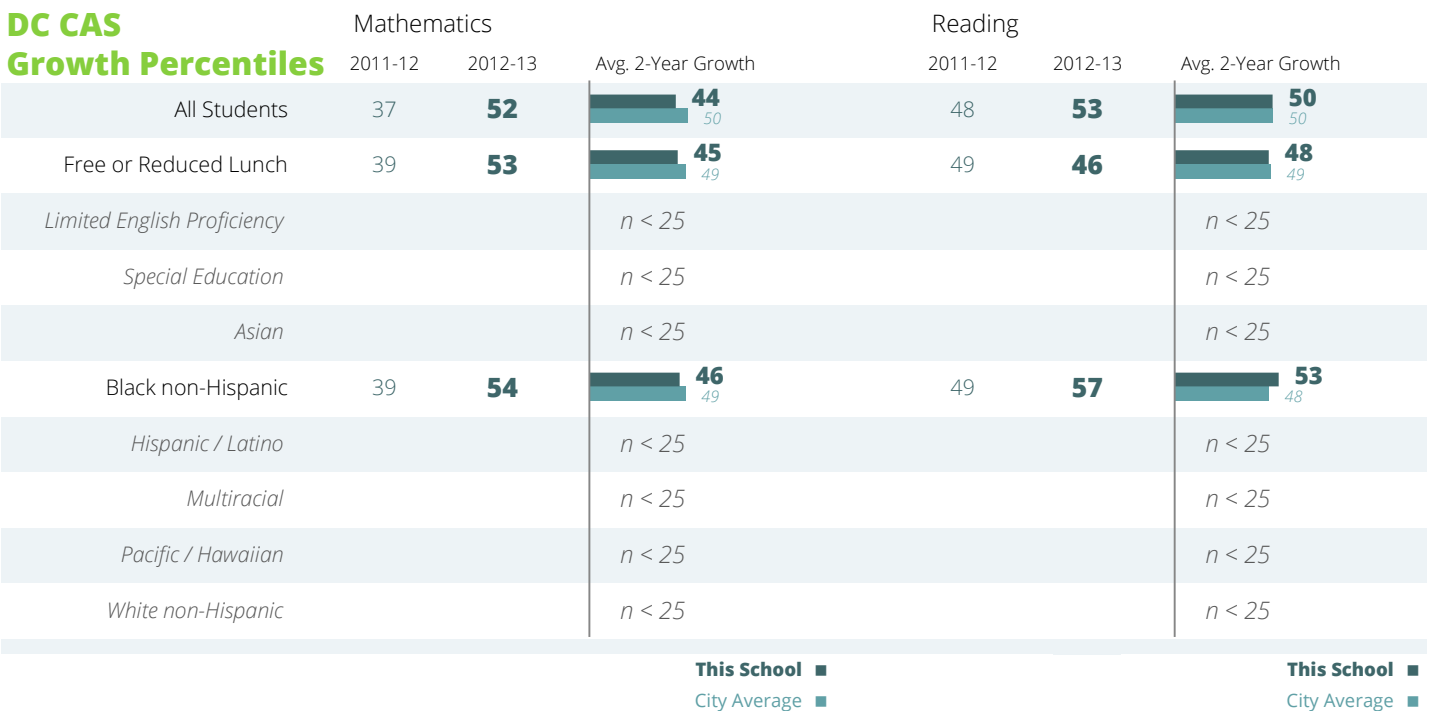 DC CAS Mathematics Reading
Growth Percentiles 2011-12 2012-13 Avg. 2-Year Growth 2011-12 2012-13 Avg. 2-Year Growth
All Students 37 52 44 50 48 53 50 50
Free or Reduced Lunch 39 53 45 49 49 46 48 49
Limited English Proficiency n < 25 n < 25
Special Education n < 25 n < 25
Asian n < 25 n < 25
Black non-Hispanic 39 54 46 49 49 57 53 48
Hispanic / Latino n < 25 n < 25
Multiracial n < 25 n < 25
Pacific / Hawaiian n < 25 n < 25
White non-Hispanic n < 25 n < 25
This School This School
City Average City Average